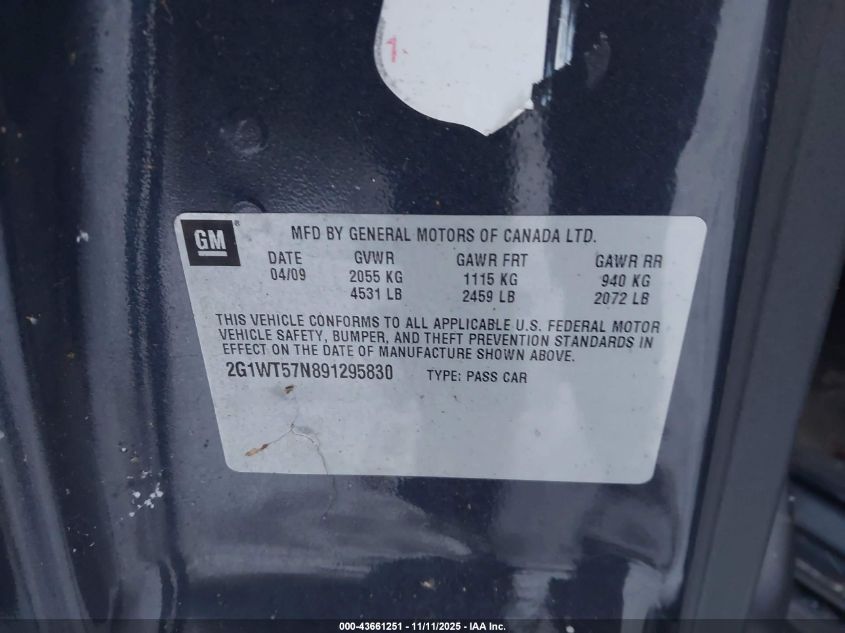 GM ®
MFD BY GENERAL MOTORS OF CANADA LTD.
DATE GVWR GAWR FRT GAWR RR
04/09 2055 KG 1115 KG 940 KG
4531 LB 2459 LB 2072 LB
THIS VEHICLE CONFORMS TO ALL APPLICABLE U.S. FEDERAL MOTOR
VEHICLE SAFETY, BUMPER, AND THEFT PREVENTION STANDARDS IN
EFFECT ON THE DATE OF MANUFACTURE SHOWN ABOVE.
2G1WT57N891295830 TYPE: PASS CAR
000-43661251 - 11/11/2025 - IAA Inc.